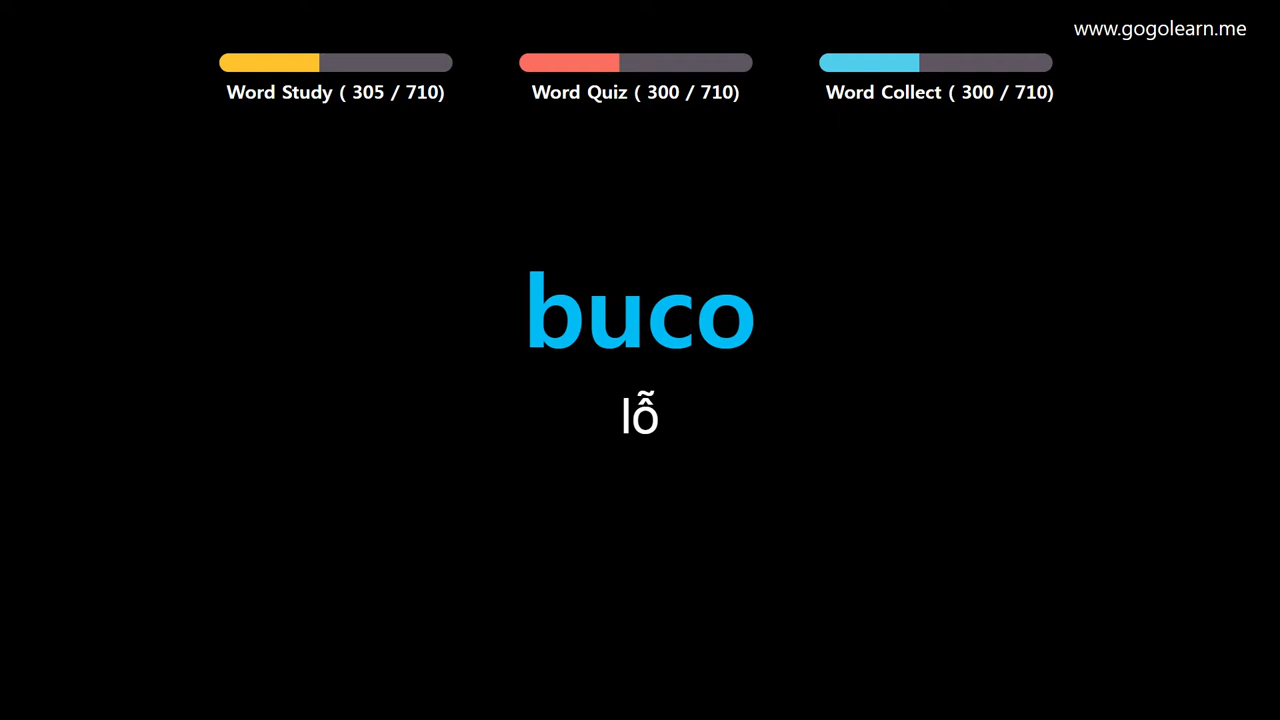 www.gogolearn.me
Word Study ( 305 / 710)
Word Quiz ( 300 / 710)
Word Collect ( 300 / 710)
buco
lỗ